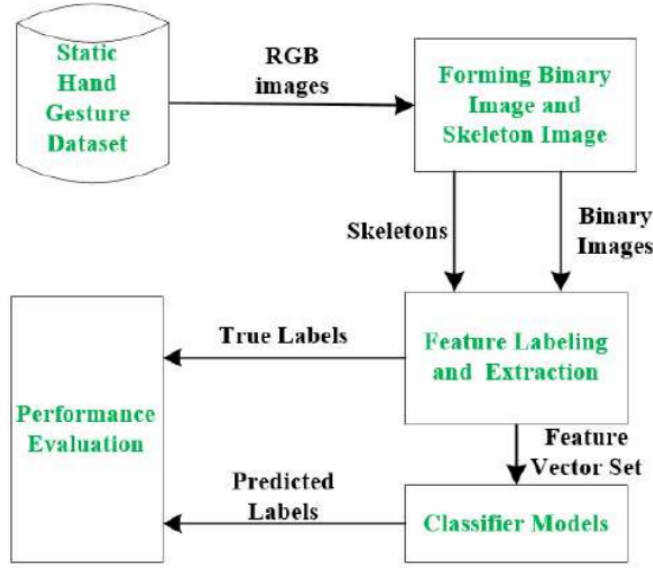 Static
Hand
Gesture
Dataset
RGB
images
Forming Binary
Image and
Skeleton Image
Skeletons
Binary
Images
True Labels
Feature Labeling
and Extraction
Performance
Evaluation
Feature
Vector Set
Predicted
Labels
Classifier Models